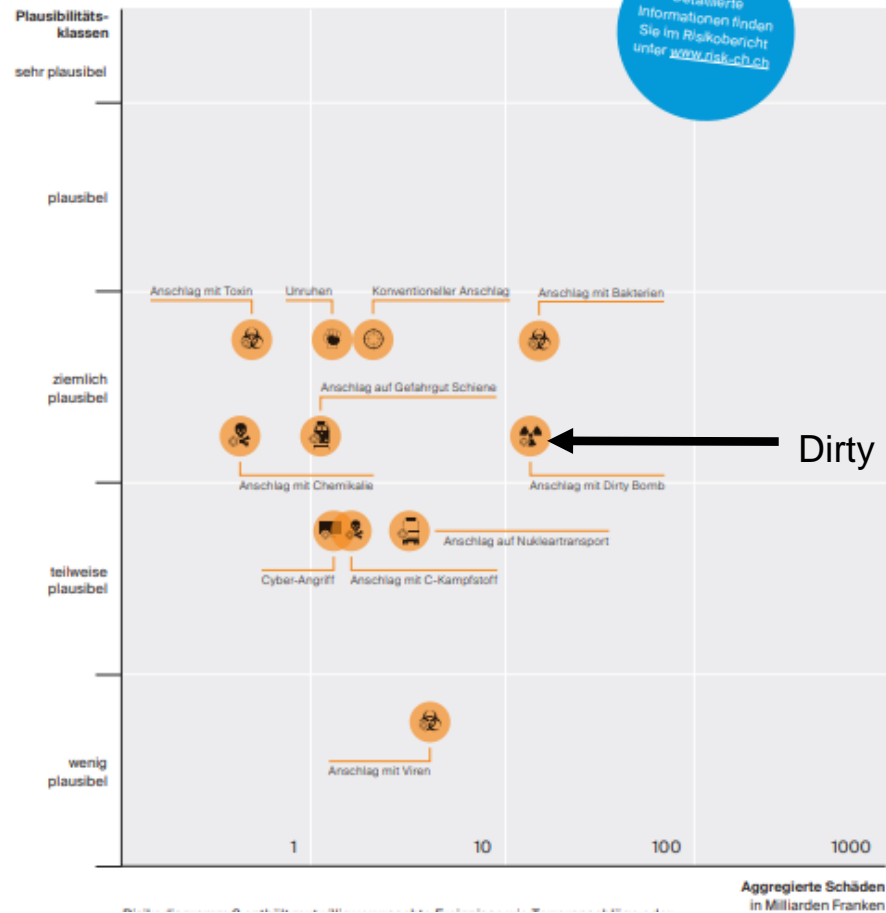 Detaillierte
Informationen finden
Sie im Risikobericht
unter www.risk-ch.ch
Plausibilitäts-
klassen
sehr plausibel
plausibel
Anschlag mit Toxin
Unruhen
Konventioneller Anschlag
Anschlag mit Bakterien
ziemlich
plausibel
Anschlag auf Gefahrgut Schiene
Dirty
Anschlag mit Chemikalie
Anschlag mit Dirty Bomb
Anschlag auf Nukleartransport
teilweise
plausibel
Cyber-Angriff
Anschlag mit C-Kampfstoff
wenig
plausibel
Anschlag mit Viren
1
10
100
1000
Aggregierte Schäden
in Milliarden Franken